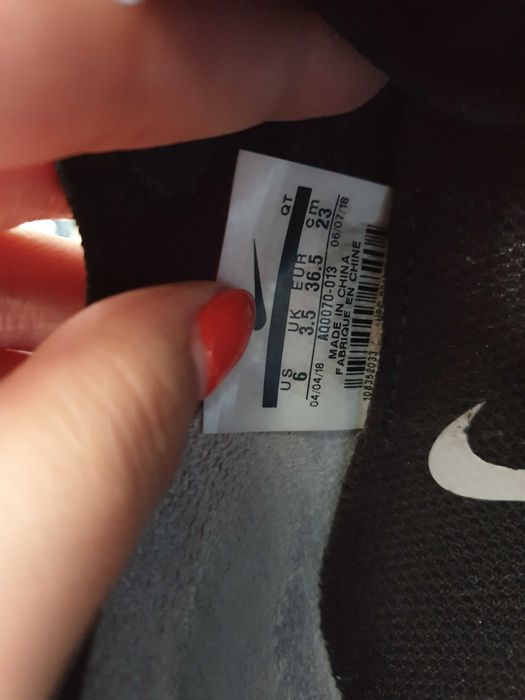 QT
US UK EUR cm
6 3.5 36.5 23
04/04/18 AQ0070-013 06/07/18
MADE IN CHINA
FABRIQUE EN CHINE